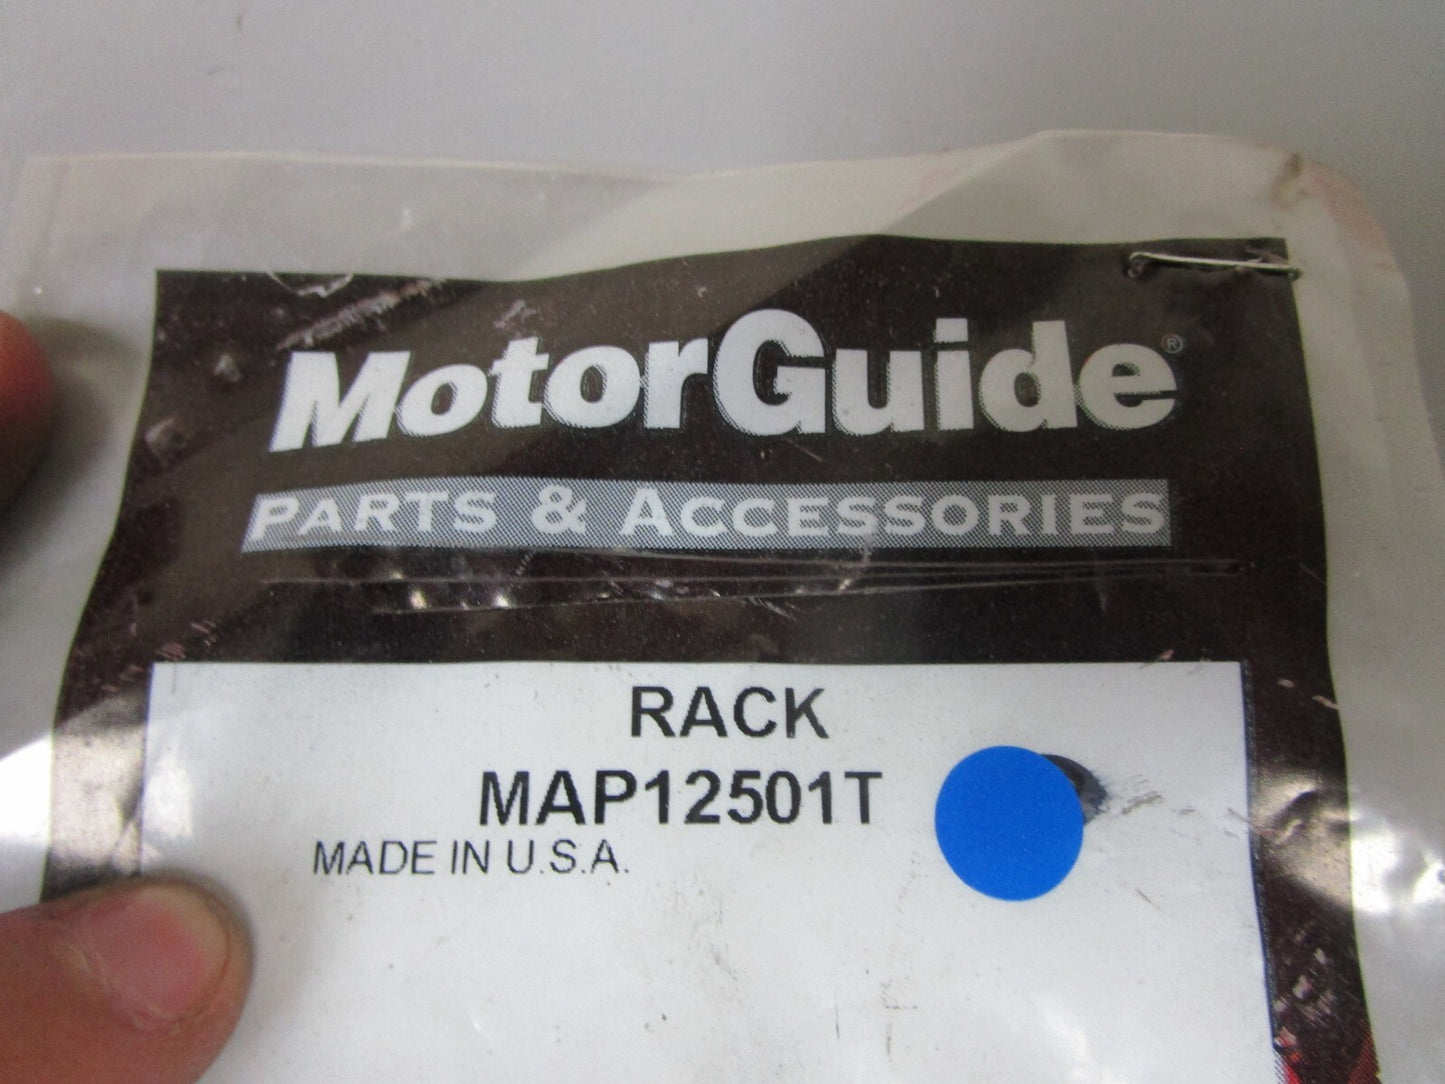 MotorGuide®
PARTS & ACCESSORIES
RACK
MAP12501T
MADE IN U.S.A.